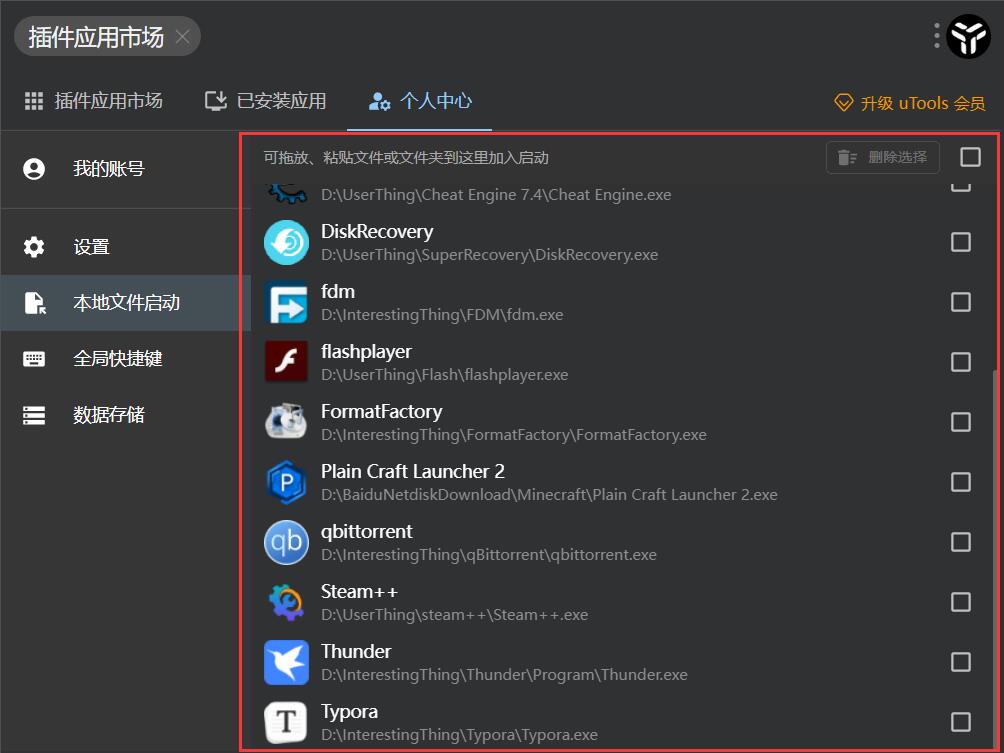 插件应用市场
插件应用市场
已安装应用
个人中心
升级 uTools 会员
我的账号
设置
本地文件启动
全局快捷键
数据存储
可拖放、粘贴文件或文件夹到这里加入启动
删除选择
D:\UserThing\Cheat Engine 7.4\Cheat Engine.exe
DiskRecovery
D:\UserThing\SuperRecovery\DiskRecovery.exe
fdm
D:\InterestingThing\FDM\fdm.exe
flashplayer
D:\UserThing\Flash\flashplayer.exe
FormatFactory
D:\InterestingThing\FormatFactory\FormatFactory.exe
P
Plain Craft Launcher 2
D:\BaiduNetdiskDownload\Minecraft\Plain Craft Launcher 2.exe
qb
qbittorrent
D:\InterestingThing\qBittorrent\qbittorrent.exe
Steam++
D:\UserThing\steam++\Steam++.exe
Thunder
D:\InterestingThing\Thunder\Program\Thunder.exe
T
Typora
D:\InterestingThing\Typora\Typora.exe